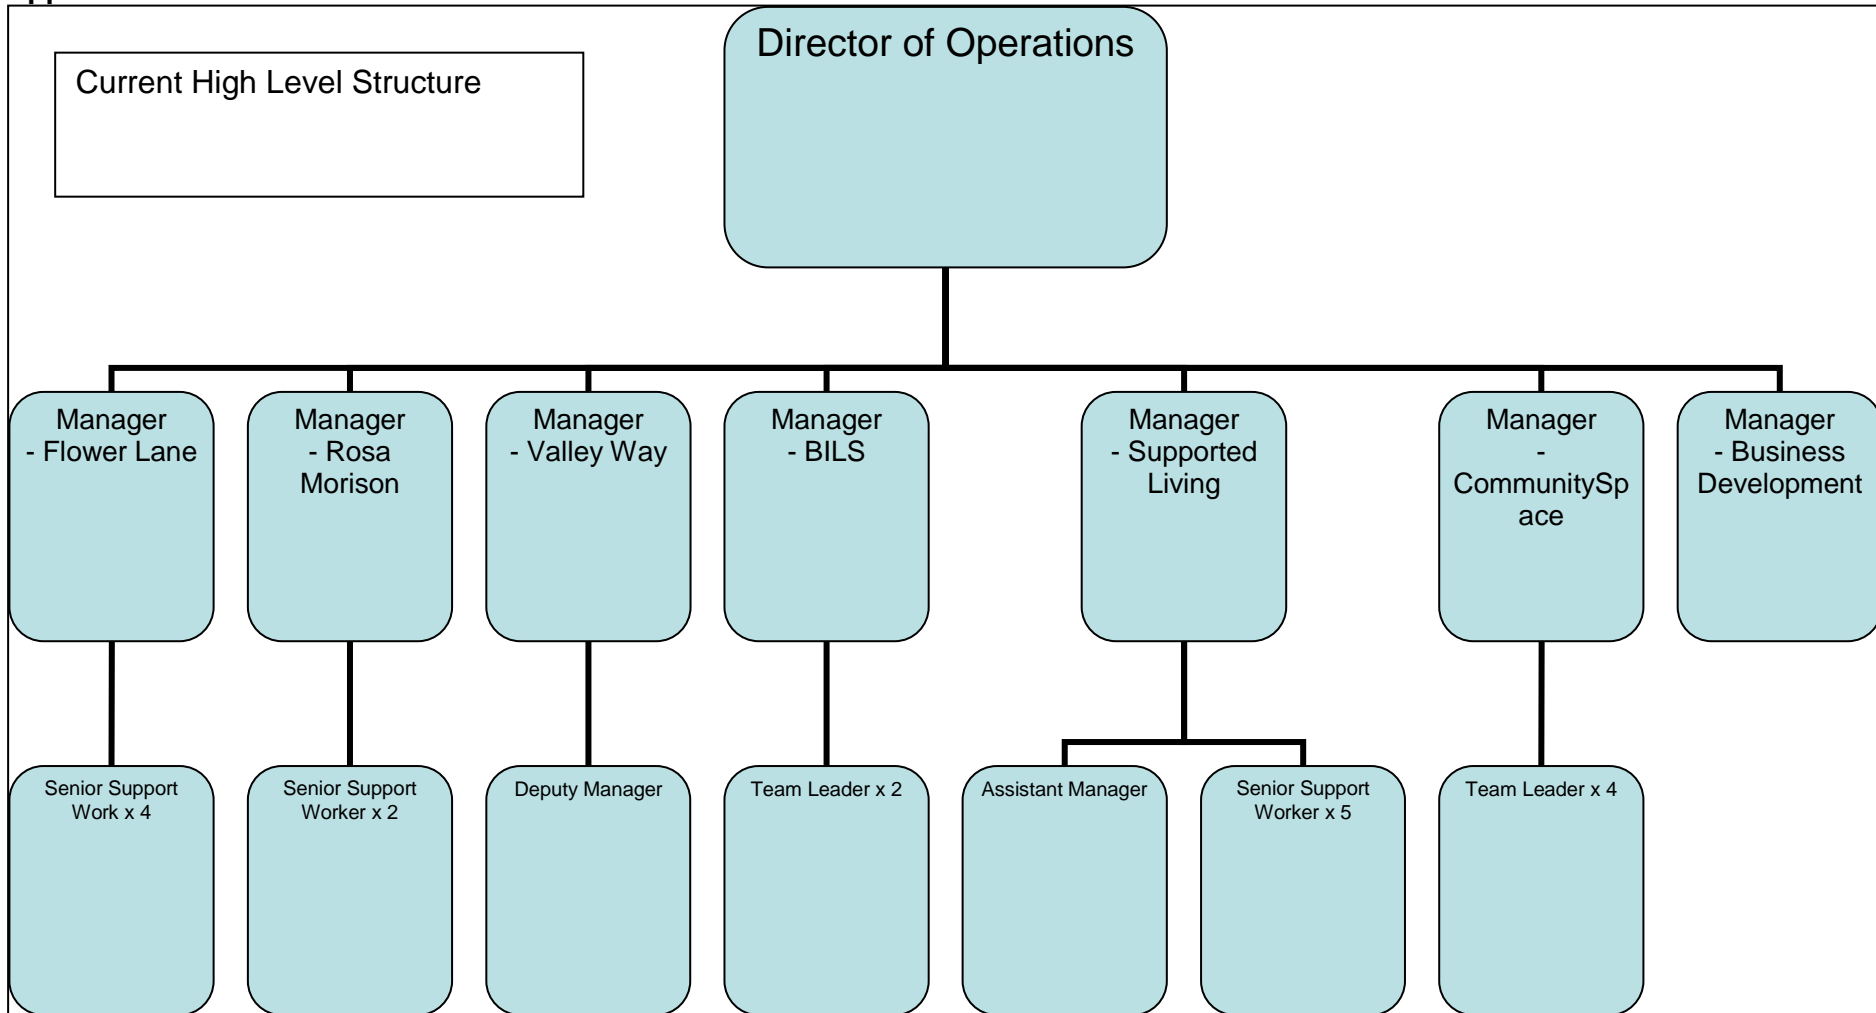 Current High Level Structure
Director of Operations
Manager
- Flower Lane
Manager
- Rosa
Morison
Manager
- Valley Way
Manager
- BILS
Manager
- Supported
Living
Manager
-
CommunitySp
ace
Manager
- Business
Development
Senior Support
Work x 4
Senior Support
Worker x 2
Deputy Manager
Team Leader x 2
Assistant Manager
Senior Support
Worker x 5
Team Leader x 4